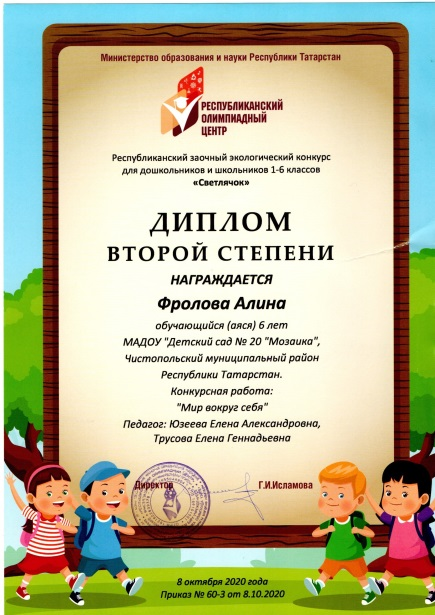 Министерство образования и науки Республики Татарстан
РЕСПУБЛИКАНСКИЙ
ОЛИМПИАДНЫЙ
ЦЕНТР
Республиканский заочный экологический конкурс
для дошкольников и школьников 1-6 классов
«Светлячок»
ДИПЛОМ
ВТОРОЙ СТЕПЕНИ
НАГРАЖДАЕТСЯ
Фролова Алина
обучающийся (аяся) 6 лет
МАДОУ "Детский сад № 20 "Мозаика",
Чистопольский муниципальный район
Республики Татарстан.
Конкурсная работа:
"Мир вокруг себя"
Педагог: Юзеева Елена Александровна,
Трусова Елена Геннадьевна
Директор Г.И.Исламова
8 октября 2020 года
Приказ № 60-3 от 8.10.2020